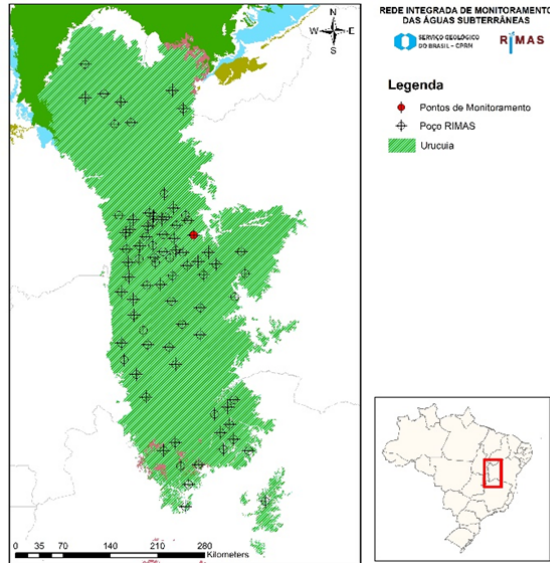 REDE INTEGRADA DE MONITORAMENTO
DAS ÁGUAS SUBTERRÂNEAS
SERVIÇO GEOLÓGICO
DO BRASIL - CPRM
RIMAS
N
W E
S
Legenda
Pontos de Monitoramento
Poço RIMAS
Urucuia
0 35 70 140 210 280
Kilometers